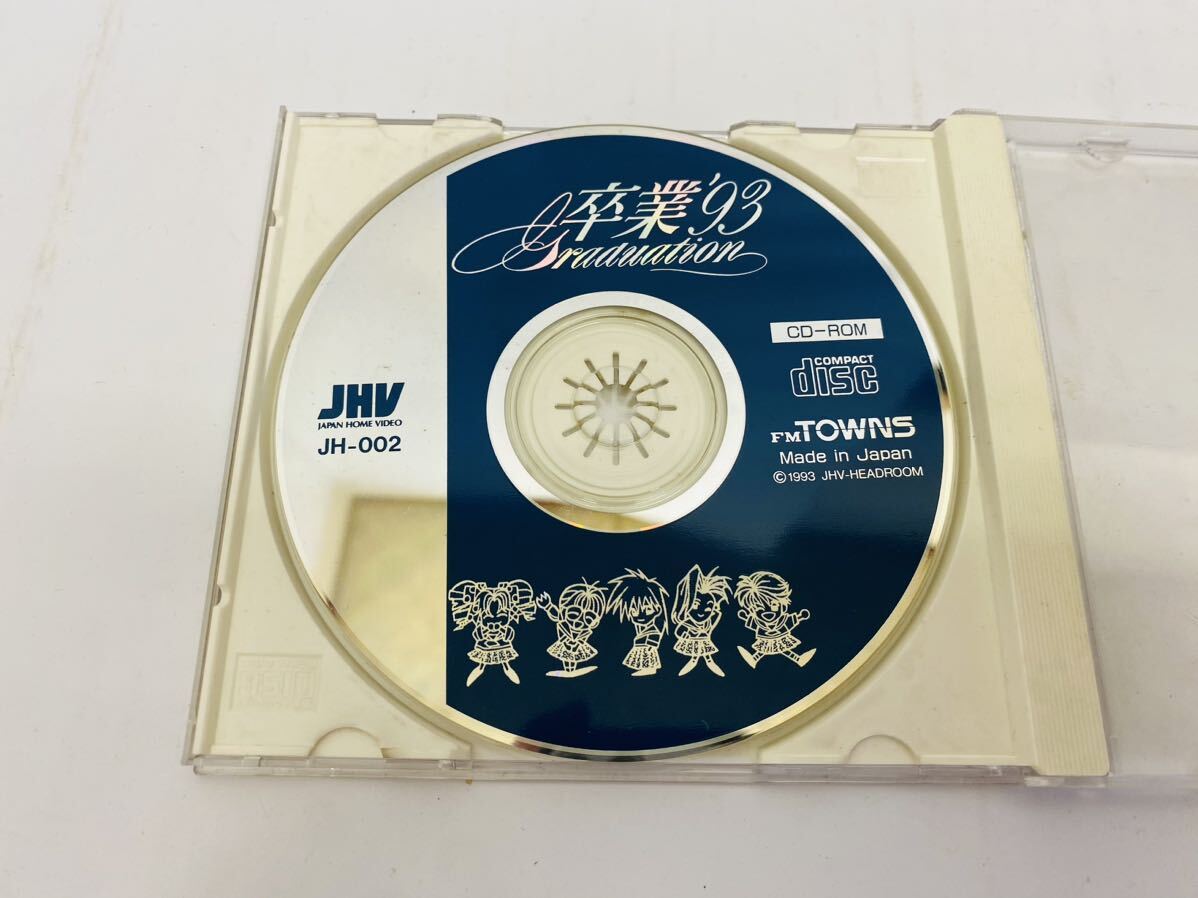 卒業'93
Graduation
CD-ROM
COMPACT
disc
FM TOWNS
Made in Japan
©1993 JHV-HEADROOM
JHV
JAPAN HOME VIDEO
JH-002